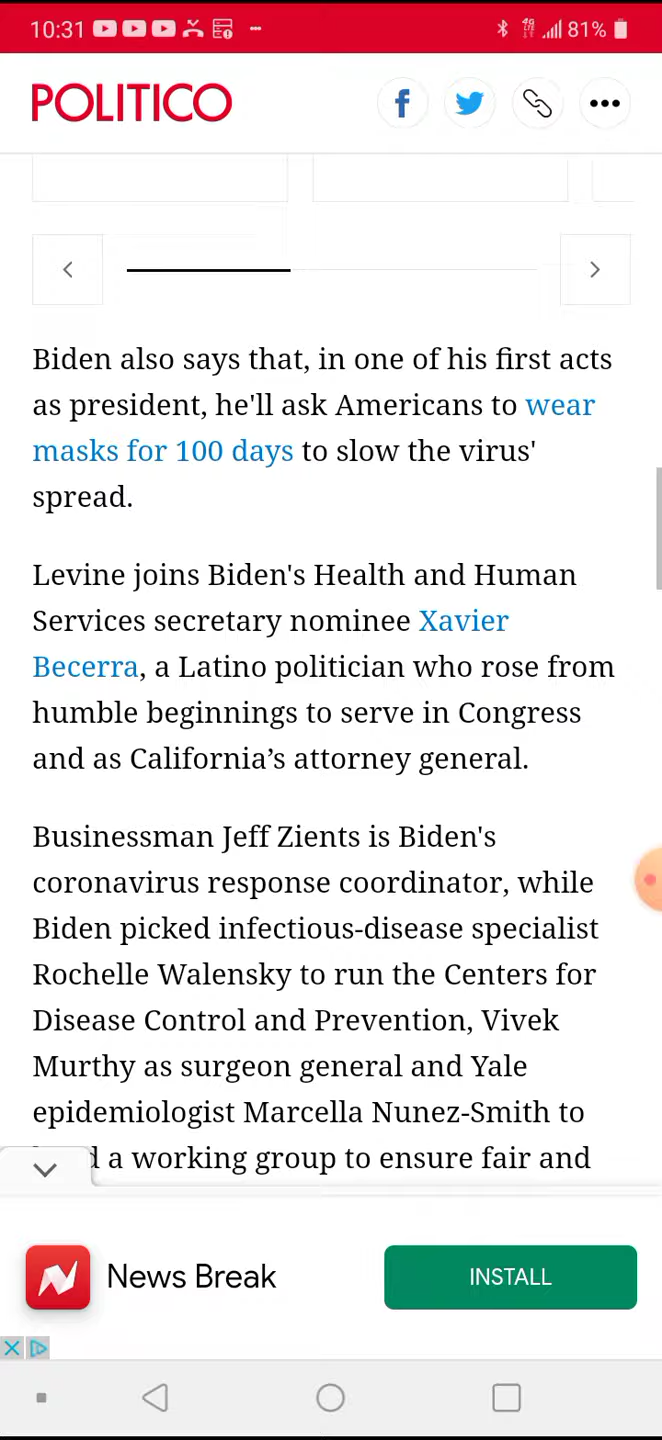 10:31
81%
POLITICO
Biden also says that, in one of his first acts
as president, he'll ask Americans to wear
masks for 100 days to slow the virus'
spread.
Levine joins Biden's Health and Human
Services secretary nominee Xavier
Becerra, a Latino politician who rose from
humble beginnings to serve in Congress
and as California’s attorney general.
Businessman Jeff Zients is Biden's
coronavirus response coordinator, while
Biden picked infectious-disease specialist
Rochelle Walensky to run the Centers for
Disease Control and Prevention, Vivek
Murthy as surgeon general and Yale
epidemiologist Marcella Nunez-Smith to
a working group to ensure fair and
News Break
INSTALL